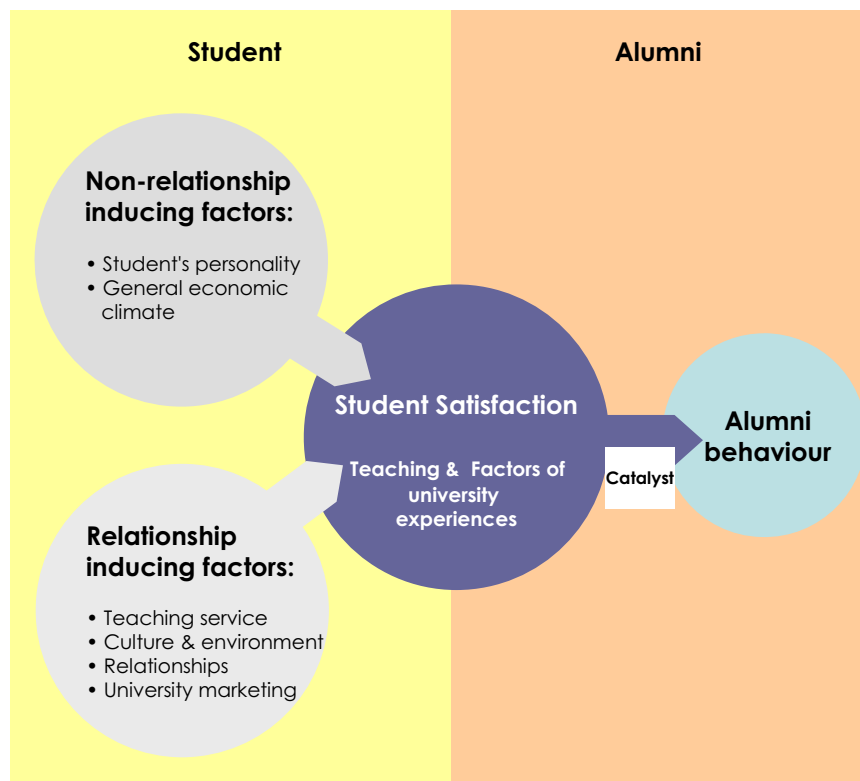 Student
Alumni
Non-relationship
inducing factors:
• Student's personality
• General economic
climate
Student Satisfaction
Teaching & Factors of
university
experiences
Catalyst
Alumni
behaviour
Relationship
inducing factors:
• Teaching service
• Culture & environment
• Relationships
• University marketing